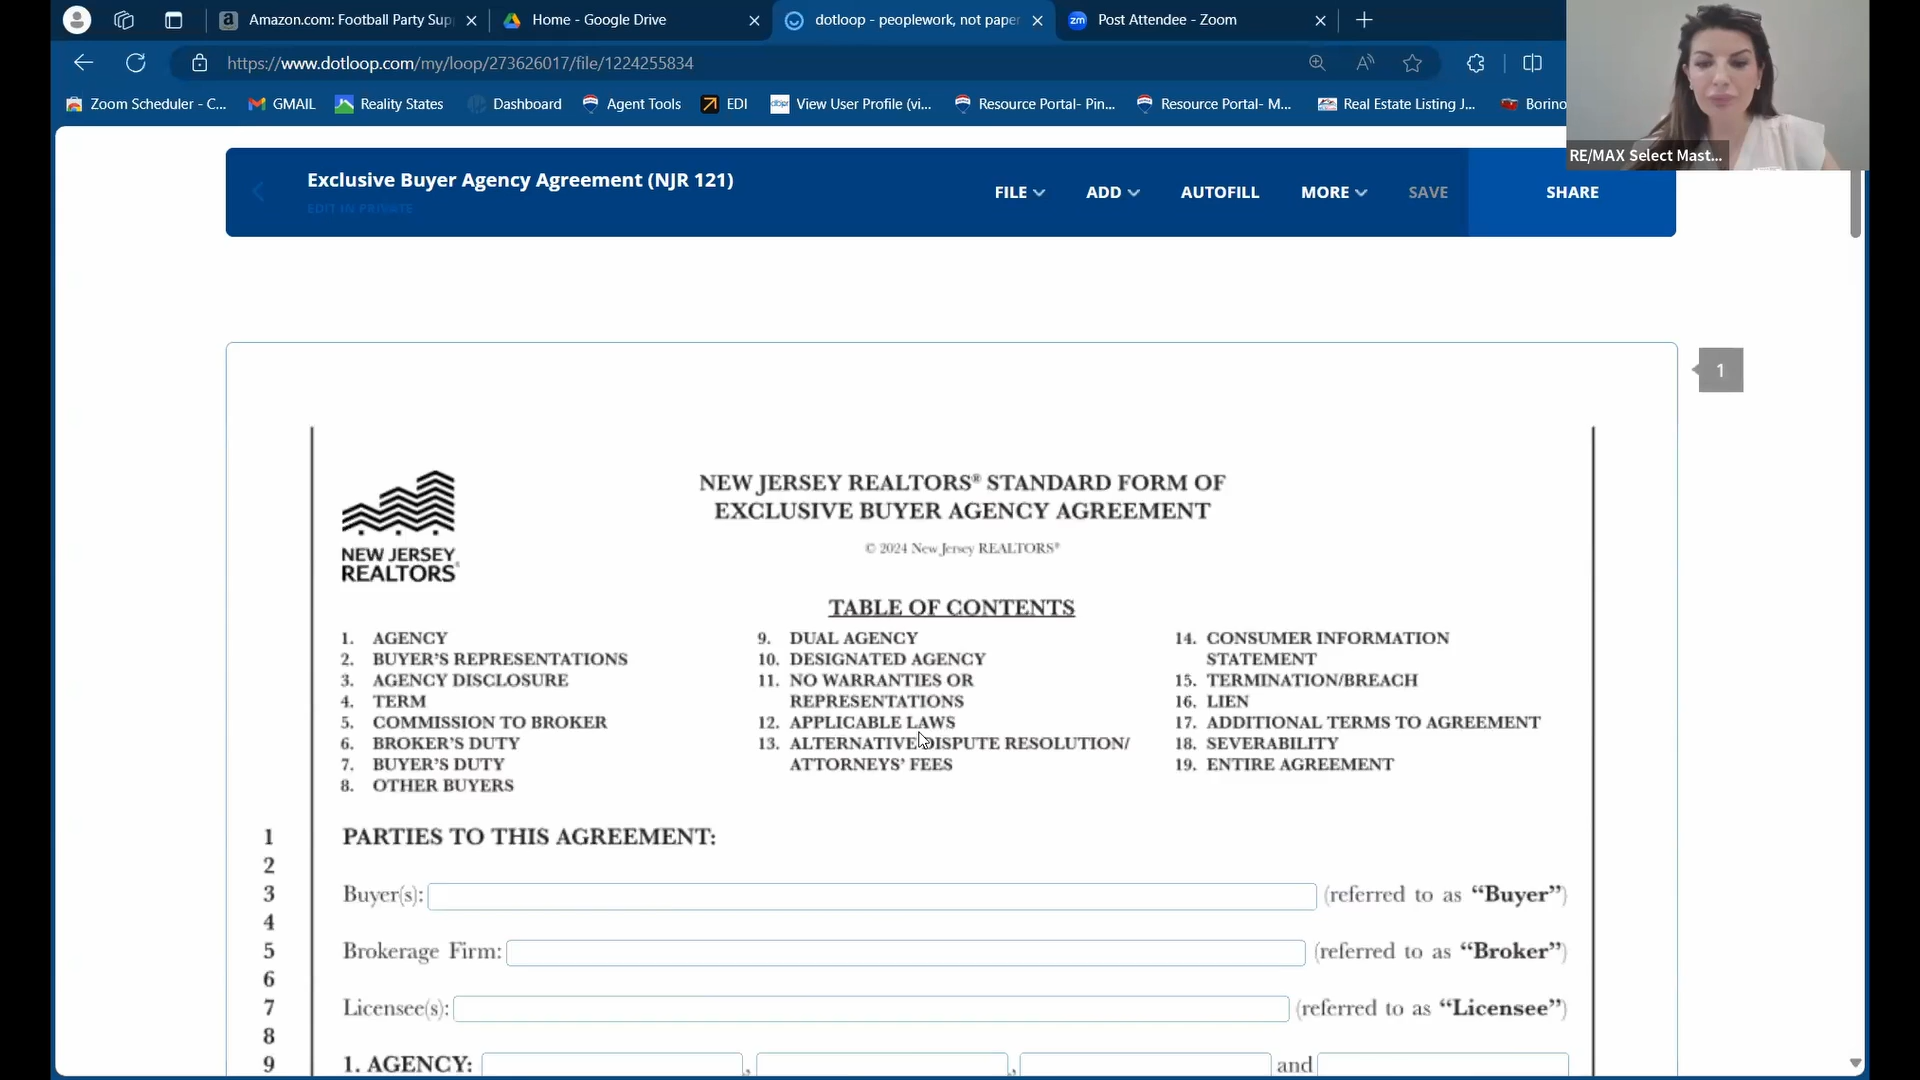 Amazon.com: Football Party Sup
Home - Google Drive
dotloop - peoplework, not paper
zm
Post Attendee - Zoom
https://www.dotloop.com/my/loop/273626017/file/1224255834
Zoom Scheduler - C...
GMAIL
Reality States
Dashboard
Agent Tools
EDI
View User Profile (vi...
Resource Portal- Pin...
Resource Portal- M...
Real Estate Listing J...
Borino
RE/MAX Select Mast...
Exclusive Buyer Agency Agreement (NJR 121)
EDIT IN PRIVATE
FILE
ADD
AUTOFILL
MORE
SAVE
SHARE
1
NEW JERSEY
REALTORS®
NEW JERSEY REALTORS® STANDARD FORM OF
EXCLUSIVE BUYER AGENCY AGREEMENT
© 2024 New Jersey REALTORS®
TABLE OF CONTENTS
1. AGENCY
2. BUYER'S REPRESENTATIONS
3. AGENCY DISCLOSURE
4. TERM
5. COMMISSION TO BROKER
6. BROKER'S DUTY
7. BUYER'S DUTY
8. OTHER BUYERS
9. DUAL AGENCY
10. DESIGNATED AGENCY
11. NO WARRANTIES OR
REPRESENTATIONS
12. APPLICABLE LAWS
13. ALTERNATIVE DISPUTE RESOLUTION/
ATTORNEYS' FEES
14. CONSUMER INFORMATION
STATEMENT
15. TERMINATION/BREACH
16. LIEN
17. ADDITIONAL TERMS TO AGREEMENT
18. SEVERABILITY
19. ENTIRE AGREEMENT
1 PARTIES TO THIS AGREEMENT:
2
3 Buyer(s): (referred to as “Buyer”)
4
5 Brokerage Firm: (referred to as “Broker”)
6
7 Licensee(s): (referred to as “Licensee”)
8
9 1. AGENCY: , , and